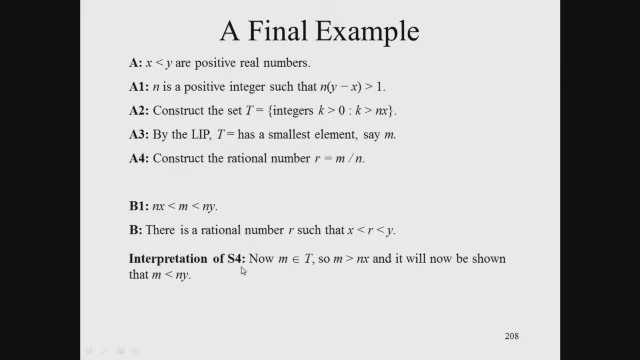 A Final Example
A: x < y are positive real numbers.
A1: n is a positive integer such that n(y − x) > 1.
A2: Construct the set T = {integers k > 0 : k > nx}.
A3: By the LIP, T = has a smallest element, say m.
A4: Construct the rational number r = m / n.
B1: nx < m < ny.
B: There is a rational number r such that x < r < y.
Interpretation of S4: Now m ∈ T, so m > nx and it will now be shown
that m < ny.
208